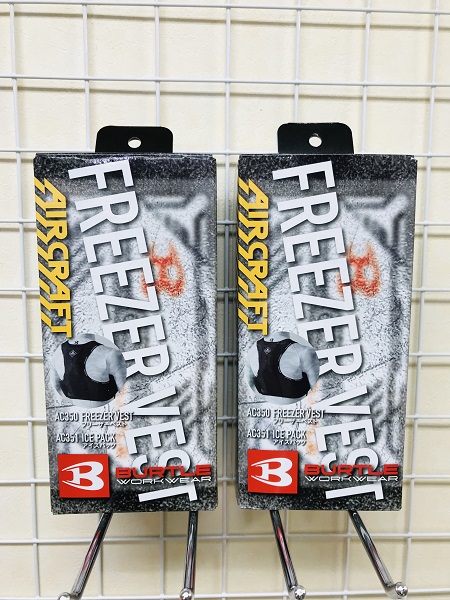 AIRCRAFT
FREEZER VEST
AC350 FREEZER VEST
フリーザーベスト
AC351 ICE PACK
アイスパック
BURTLE
WORKWEAR
AIRCRAFT
FREEZER VEST
AC350 FREEZER VEST
フリーザーベスト
AC351 ICE PACK
アイスパック
BURTLE
WORKWEAR